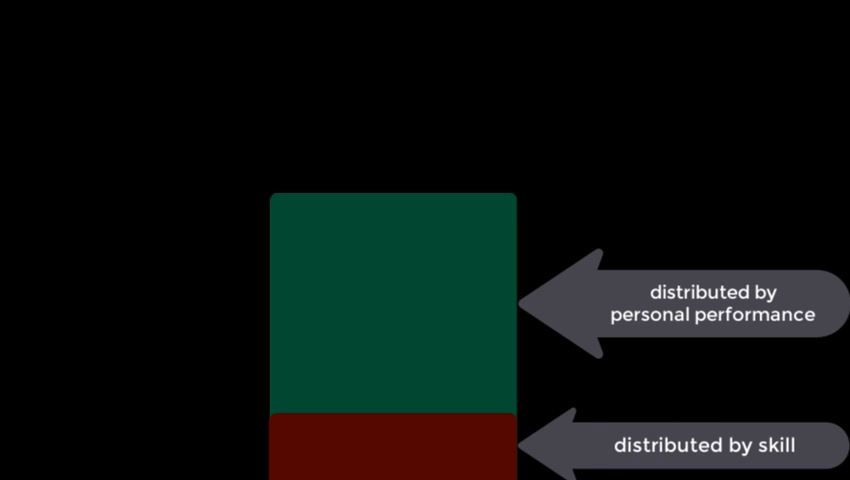 distributed by
personal performance
distributed by skill